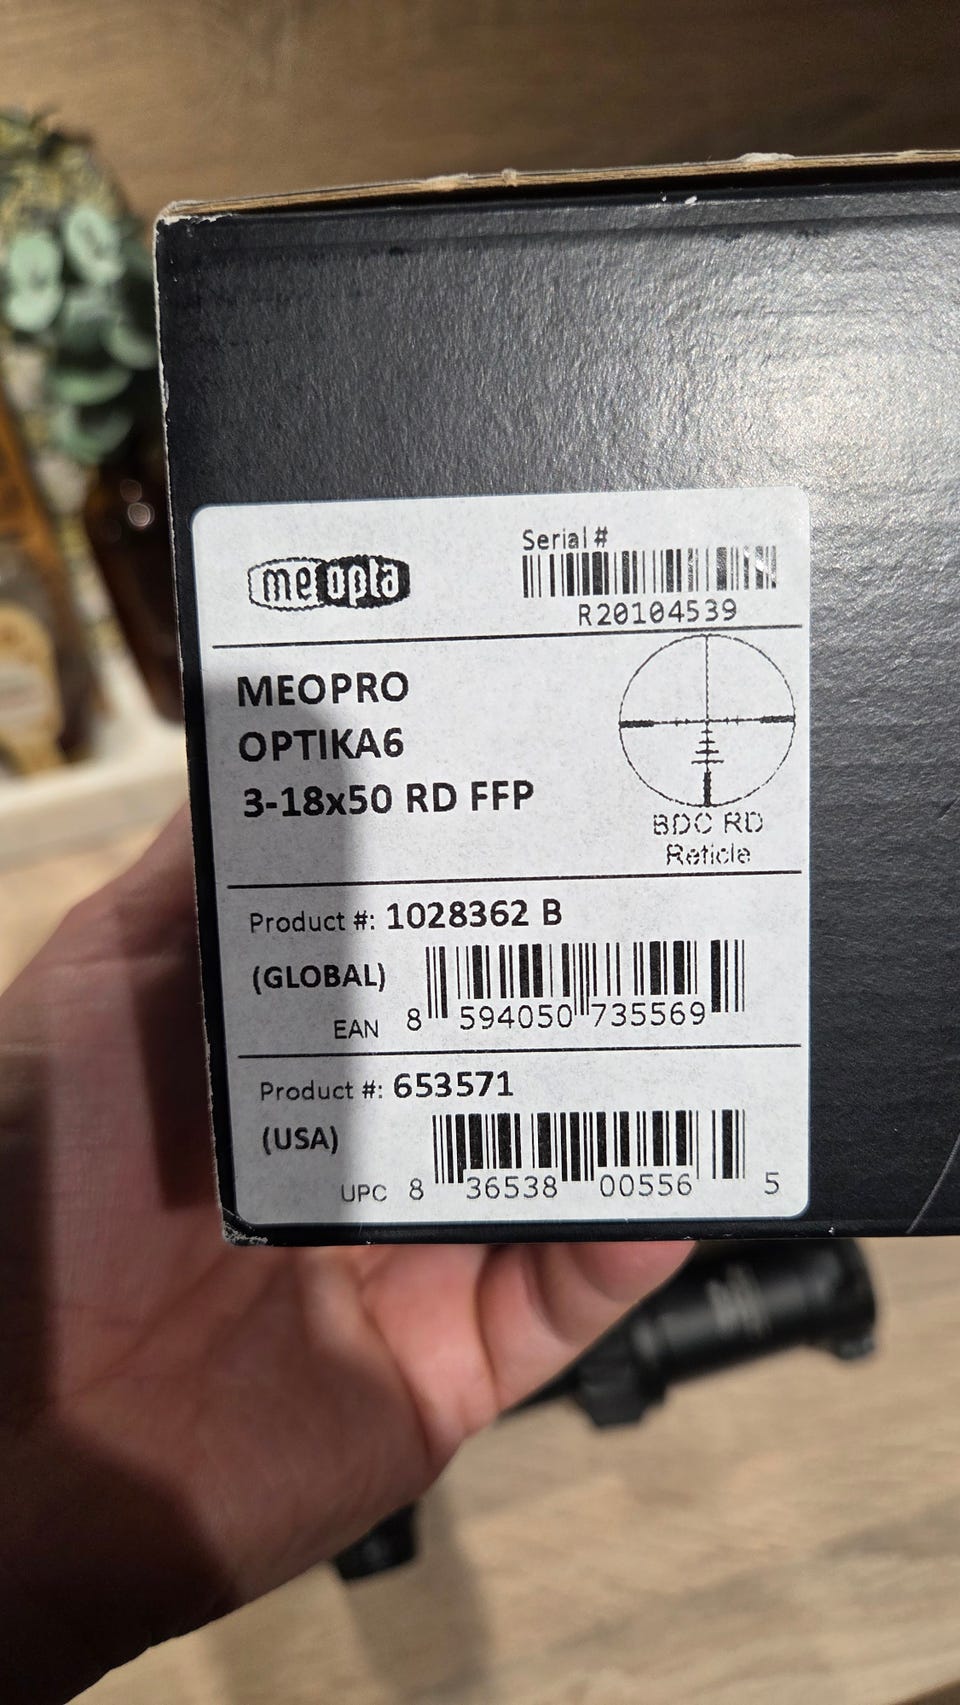 meopta
Serial #
R20104539
MEOPRO
OPTIKA6
3-18x50 RD FFP
BDC RD
Reticle
Product #: 1028362 B
(GLOBAL)
EAN 8 594050 735569
Product #: 653571
(USA)
UPC 8 36538 00556 5